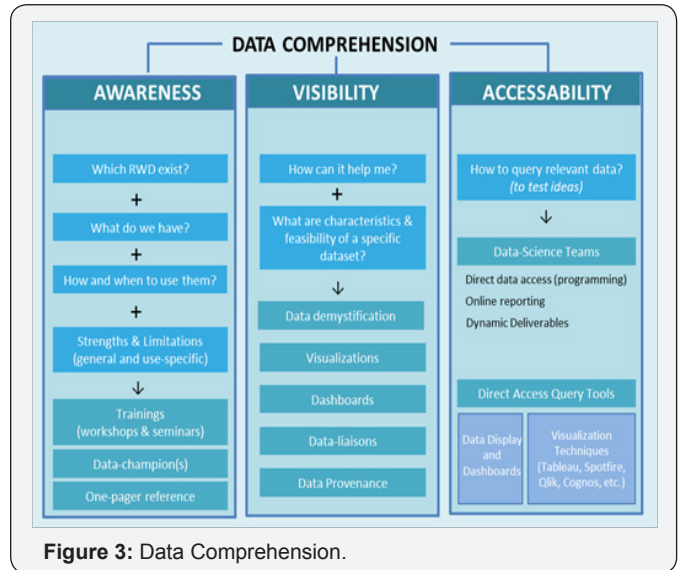 DATA COMPREHENSION
AWARENESS
Which RWD exist?
+
What do we have?
+
How and when to use them?
+
Strengths & Limitations
(general and use-specific)
↓
Trainings
(workshops & seminars)
Data-champion(s)
One-pager reference
VISIBILITY
How can it help me?
+
What are characteristics &
feasibility of a specific
dataset?
↓
Data demystification
Visualizations
Dashboards
Data-liaisons
Data Provenance
ACCESSABILITY
How to query relevant data?
(to test ideas)
↓
Data-Science Teams
Direct data access (programming)
Online reporting
Dynamic Deliverables
Direct Access Query Tools
Data Display
and
Dashboards
Visualization
Techniques
(Tableau, Spotfire,
Qlik, Cognos, etc.)
Figure 3: Data Comprehension.